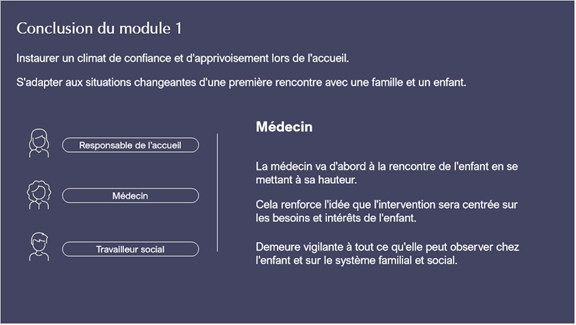 Conclusion du module 1
Instaurer un climat de confiance et d'apprivoisement lors de l'accueil.
S'adapter aux situations changeantes d'une première rencontre avec une famille et un enfant.
Responsable de l'accueil
Médecin
Travailleur social
Médecin
La médecin va d'abord à la rencontre de l'enfant en se
mettant à sa hauteur.
Cela renforce l'idée que l'intervention sera centrée sur
les besoins et intérêts de l'enfant.
Demeure vigilante à tout ce qu'elle peut observer chez
l'enfant et sur le système familial et social.